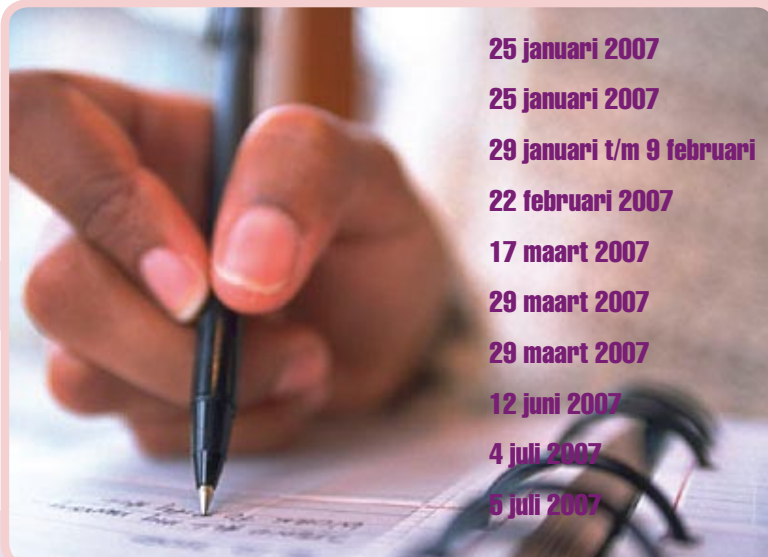 25 januari 2007
25 januari 2007
29 januari t/m 9 februari
22 februari 2007
17 maart 2007
29 maart 2007
29 maart 2007
12 juni 2007
4 juli 2007
5 juli 2007